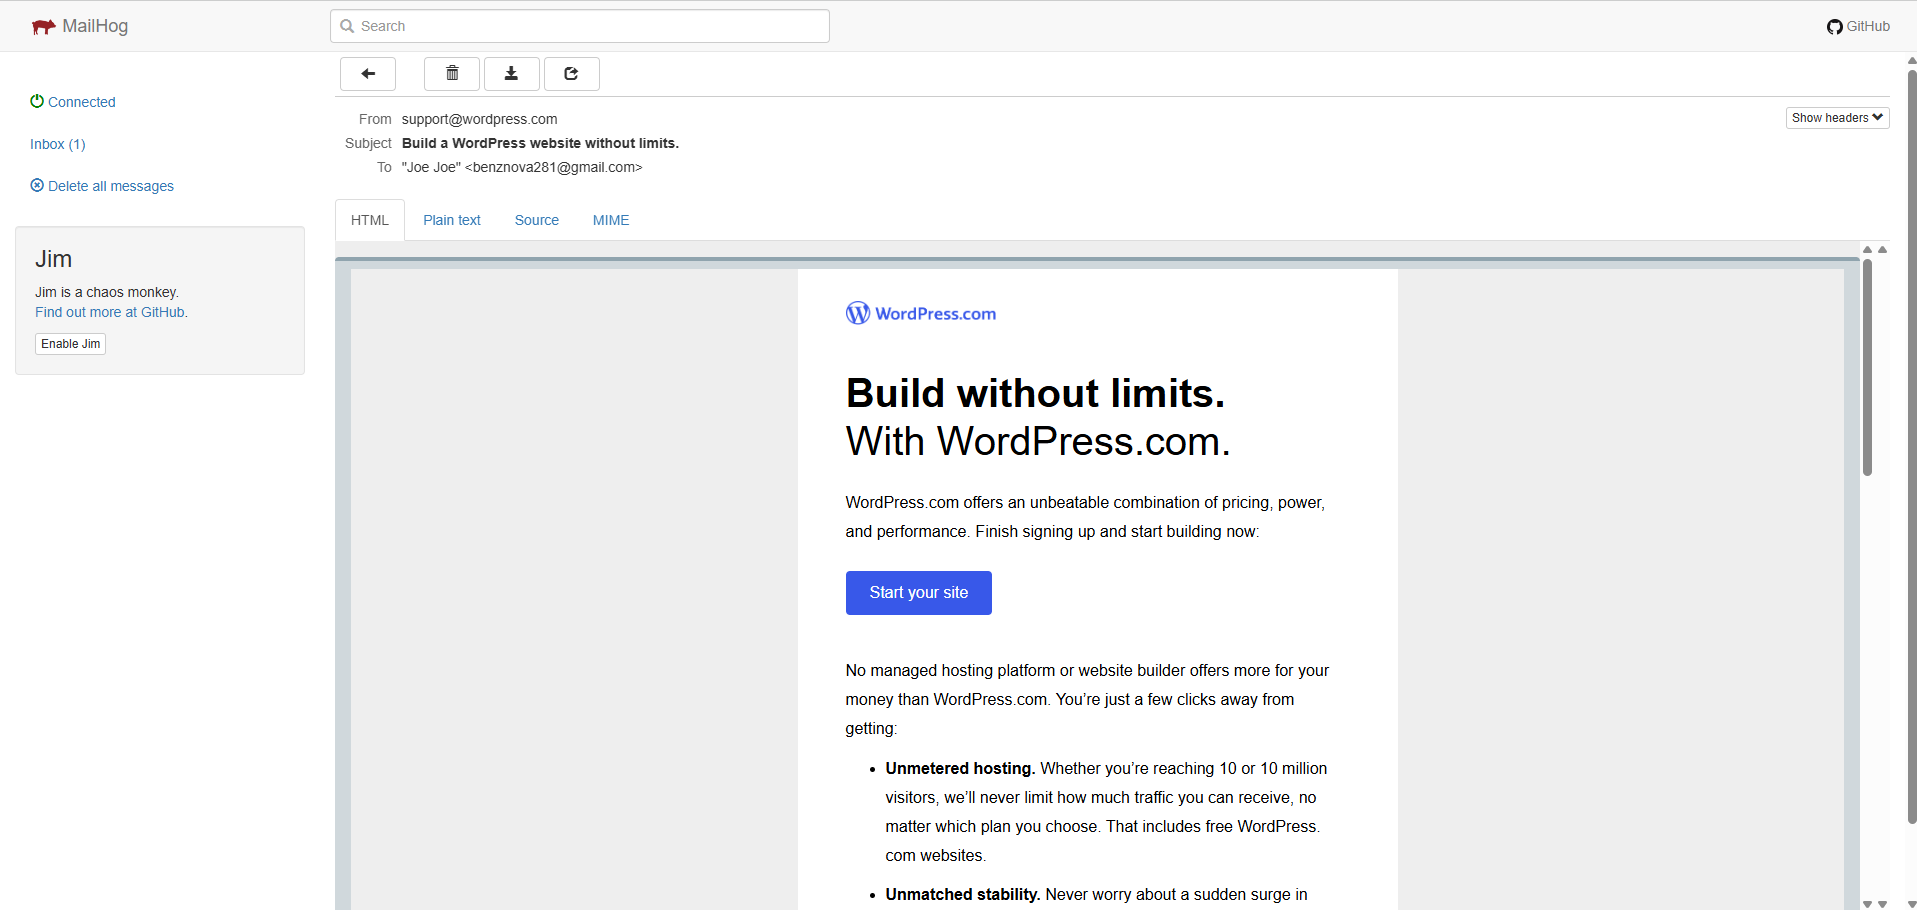 MailHog
Search
GitHub
Connected
Inbox (1)
Delete all messages
Jim
Jim is a chaos monkey.
Find out more at GitHub.
Enable Jim
From support@wordpress.com
Show headers
Subject Build a WordPress website without limits.
To "Joe Joe" <benznova281@gmail.com>
HTML Plain text Source MIME
WordPress.com
Build without limits.
With WordPress.com.
WordPress.com offers an unbeatable combination of pricing, power,
and performance. Finish signing up and start building now:
Start your site
No managed hosting platform or website builder offers more for your
money than WordPress.com. You’re just a few clicks away from
getting:
• Unmetered hosting. Whether you’re reaching 10 or 10 million
visitors, we’ll never limit how much traffic you can receive, no
matter which plan you choose. That includes free WordPress.
com websites.
• Unmatched stability. Never worry about a sudden surge in